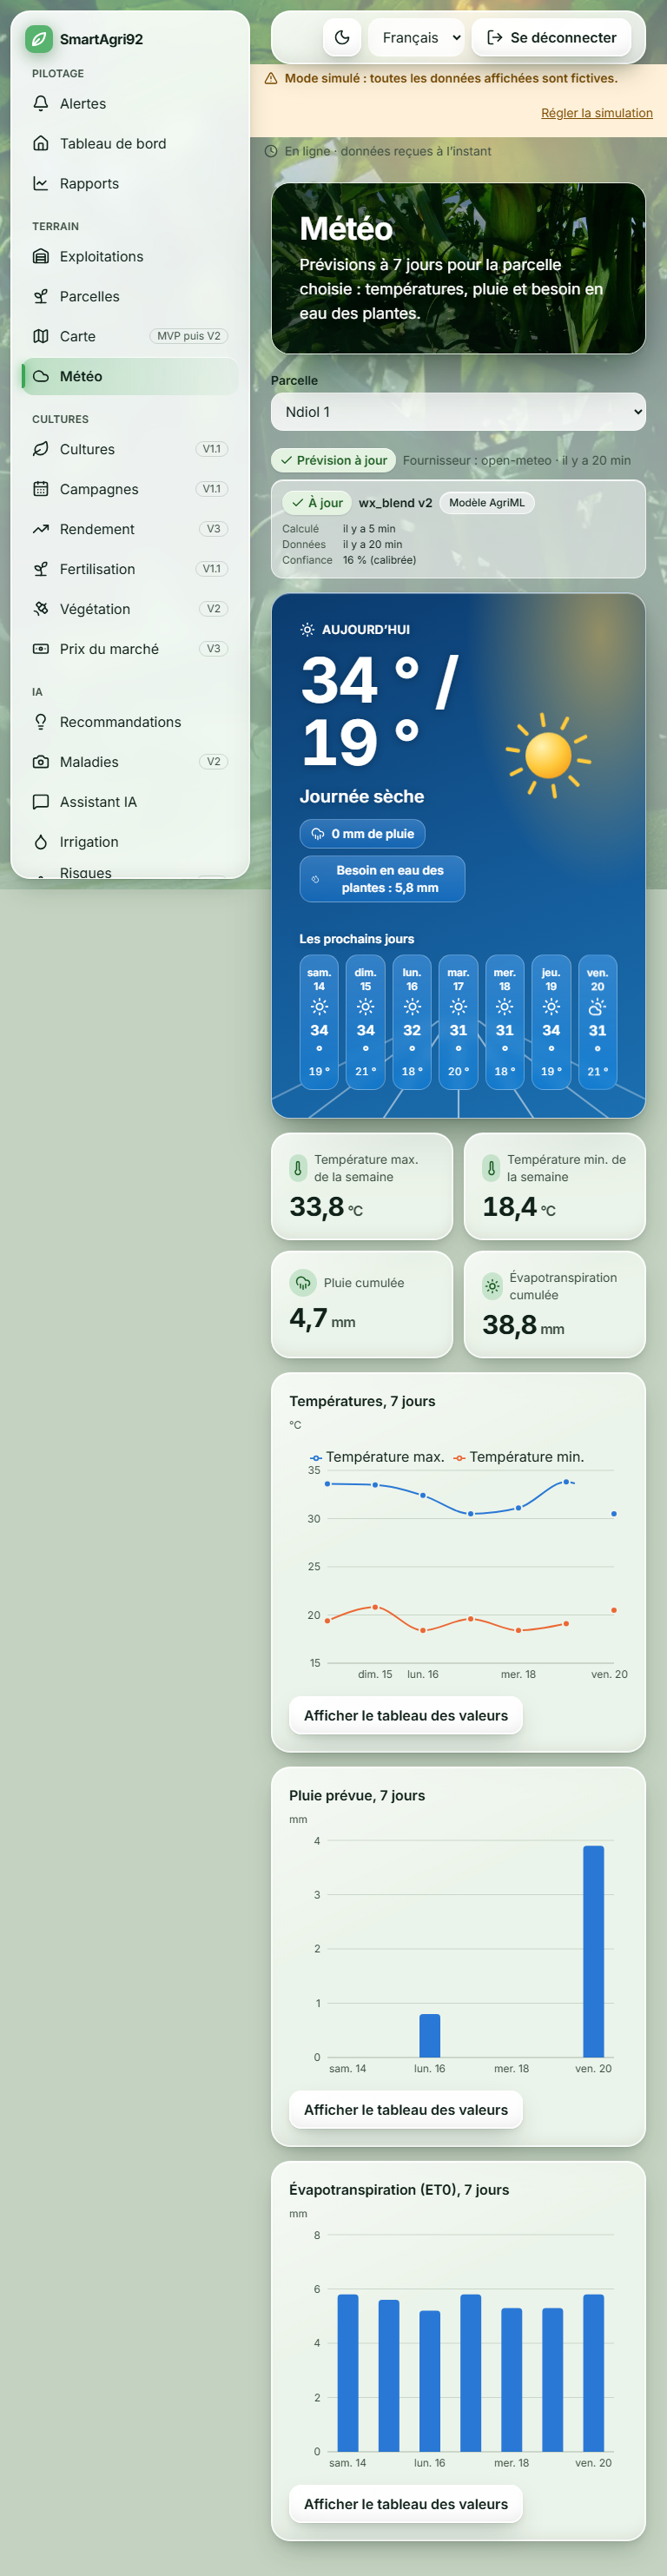 SmartAgri92
PILOTAGE
Alertes
Tableau de bord
Rapports
TERRAIN
Exploitations
Parcelles
Carte MVP puis V2
Météo
CULTURES
Cultures V1.1
Campagnes V1.1
Rendement V3
Fertilisation V1.1
Végétation V2
Prix du marché V3
IA
Recommandations
Maladies V2
Assistant IA
Irrigation
Risques
Français Se déconnecter
Mode simulé : toutes les données affichées sont fictives.
Régler la simulation
En ligne · données reçues à l'instant
Météo
Prévisions à 7 jours pour la parcelle
choisie : températures, pluie et besoin en
eau des plantes.
Parcelle
Ndiol 1
Prévision à jour Fournisseur : open-meteo · il y a 20 min
À jour wx_blend v2 Modèle AgriML
Calculé il y a 5 min
Données il y a 20 min
Confiance 16 % (calibrée)
AUJOURD'HUI
34 ° /
19 °
Journée sèche
0 mm de pluie
Besoin en eau des
plantes : 5,8 mm
Les prochains jours
sam. dim. lun. mar. mer. jeu. ven.
14 15 16 17 18 19 20
34 34 32 31 31 34 31
° ° ° ° ° ° °
19 ° 21 ° 18 ° 20 ° 18 ° 19 ° 21 °
Température max.
de la semaine
33,8 °C
Température min. de
la semaine
18,4 °C
Pluie cumulée
4,7 mm
Évapotranspiration
cumulée
38,8 mm
Températures, 7 jours
°C
Température max. Température min.
35
30
25
20
15
dim. 15 lun. 16 mer. 18 ven. 20
Afficher le tableau des valeurs
Pluie prévue, 7 jours
mm
4
3
2
1
0
sam. 14 lun. 16 mer. 18 ven. 20
Afficher le tableau des valeurs
Évapotranspiration (ET0), 7 jours
mm
8
6
4
2
0
sam. 14 lun. 16 mer. 18 ven. 20
Afficher le tableau des valeurs